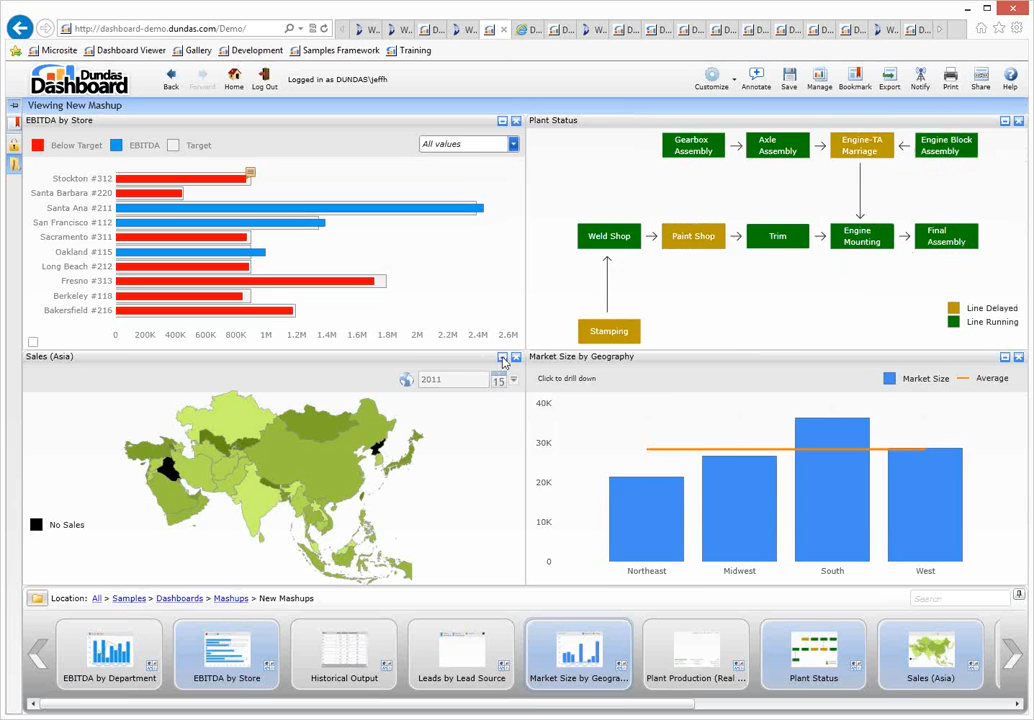 http://dashboard-demo.dundas.com/Demo/
W...
W...
D...
W...
D...
D...
D...
W...
D...
D...
D...
D...
D...
D...
D...
D...
W...
D...
Microsite
Dashboard Viewer
Gallery
Development
Samples Framework
Training
Dundas
Dashboard
Back
Forward
Home
Log Out
Logged in as DUNDAS\jeffh
Customize
Annotate
Save
Manage
Bookmark
Export
Notify
Print
Share
Help
Viewing New Mashup
EBITDA by Store
Below Target
EBITDA
Target
All values
Stockton #312
Santa Barbara #220
Santa Ana #211
San Francisco #112
Sacramento #311
Oakland #115
Long Beach #212
Fresno #313
Berkeley #118
Bakersfield #216
0 200K 400K 600K 800K 1M 1.2M 1.4M 1.6M 1.8M 2M 2.2M 2.4M 2.6M
Plant Status
Gearbox
Assembly
Axle
Assembly
Engine-TA
Marriage
Engine Block
Assembly
Weld Shop
Paint Shop
Trim
Engine
Mounting
Final
Assembly
Stamping
Line Delayed
Line Running
Sales (Asia)
2011
15
No Sales
Market Size by Geography
Click to drill down
Market Size
Average
40K
30K
20K
10K
0
Northeast
Midwest
South
West
Location: All > Samples > Dashboards > Mashups > New Mashups
Search
EBITDA by Department
EBITDA by Store
Historical Output
Leads by Lead Source
Market Size by Geogra...
Plant Production (Real ...
Plant Status
Sales (Asia)